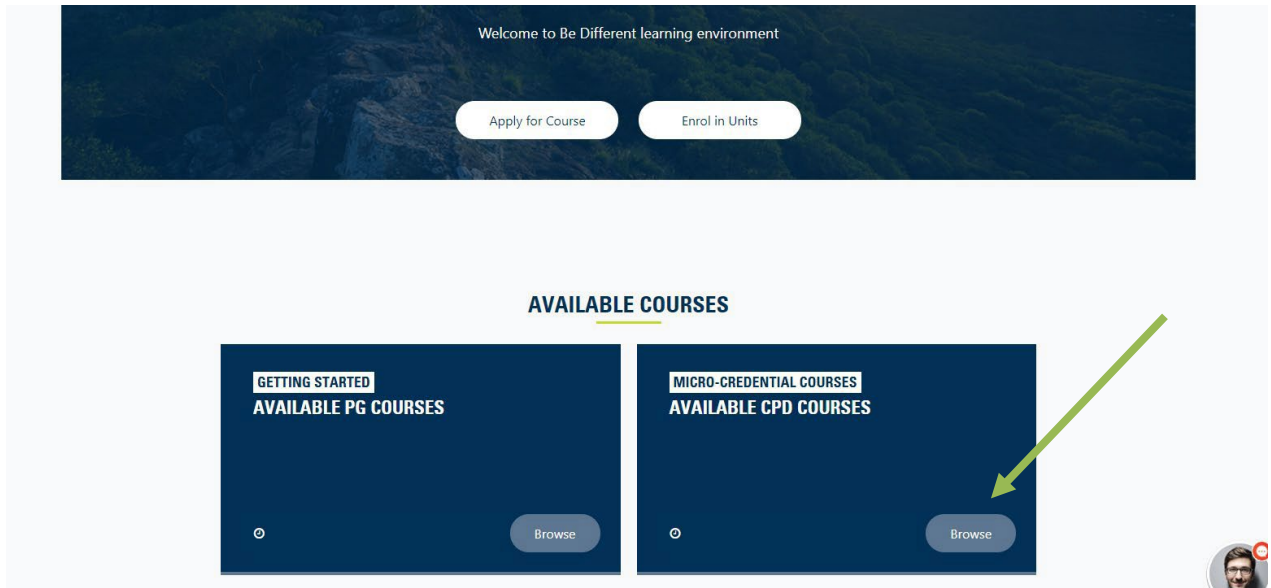 Welcome to Be Different learning environment
Apply for Course
Enrol in Units
AVAILABLE COURSES
GETTING STARTED
AVAILABLE PG COURSES
Browse
MICRO-CREDENTIAL COURSES
AVAILABLE CPD COURSES
Browse